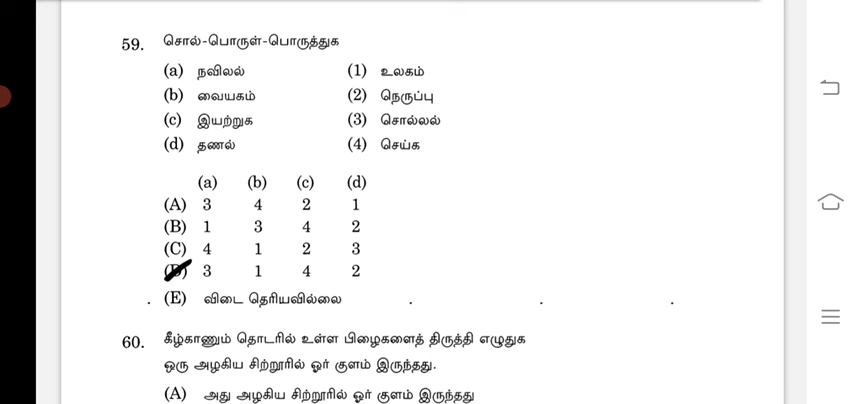 59. சொல்-பொருள்-பொருத்துக
(a) நவிலல் (1) உலகம்
(b) வையகம் (2) நெருப்பு
(c) இயற்றுக (3) சொல்லல்
(d) தணல் (4) செய்க
(a) (b) (c) (d)
(A) 3 4 2 1
(B) 1 3 4 2
(C) 4 1 2 3
(D) 3 1 4 2
(E) விடை தெரியவில்லை
60. கீழ்காணும் தொடரில் உள்ள பிழைகளைத் திருத்தி எழுதுக
ஒரு அழகிய சிற்றூரில் ஓர் குளம் இருந்தது.
(A) அது அழகிய சிற்றூரில் ஓர் குளம் இருந்தது